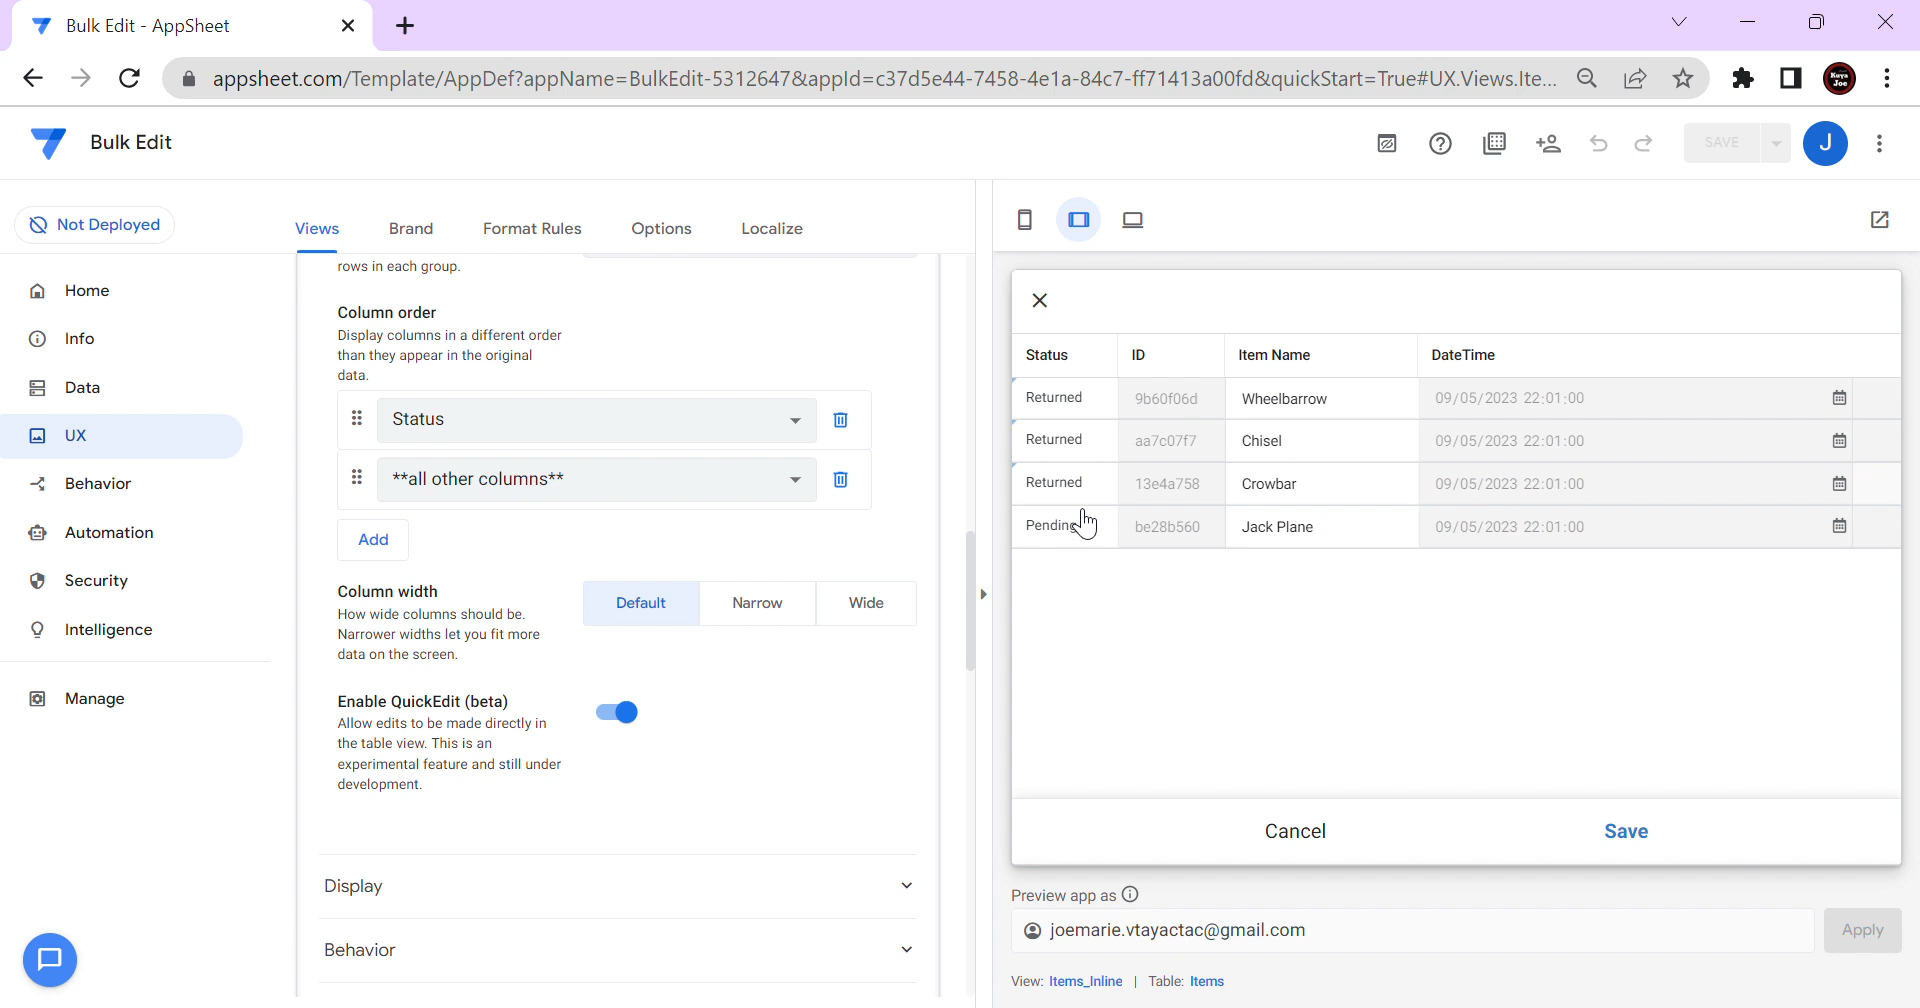 Bulk Edit - AppSheet
appsheet.com/Template/AppDef?appName=BulkEdit-5312647&appId=c37d5e44-7458-4e1a-84c7-ff71413a00fd&quickStart=True#UX.Views.Ite...
Kuya
Joe
Bulk Edit
SAVE
J
Not Deployed
Views
Brand
Format Rules
Options
Localize
Home
Info
Data
UX
Behavior
Automation
Security
Intelligence
Manage
rows in each group.
Column order
Display columns in a different order
than they appear in the original
data.
Status
**all other columns**
Add
Column width
How wide columns should be.
Narrower widths let you fit more
data on the screen.
Default
Narrow
Wide
Enable QuickEdit (beta)
Allow edits to be made directly in
the table view. This is an
experimental feature and still under
development.
Display
Behavior
Status ID Item Name DateTime
Returned 9b60f06d Wheelbarrow 09/05/2023 22:01:00
Returned aa7c07f7 Chisel 09/05/2023 22:01:00
Returned 13e4a758 Crowbar 09/05/2023 22:01:00
Pending be28b560 Jack Plane 09/05/2023 22:01:00
Cancel
Save
Preview app as
joemarie.vtayactac@gmail.com
Apply
View: Items_Inline | Table: Items